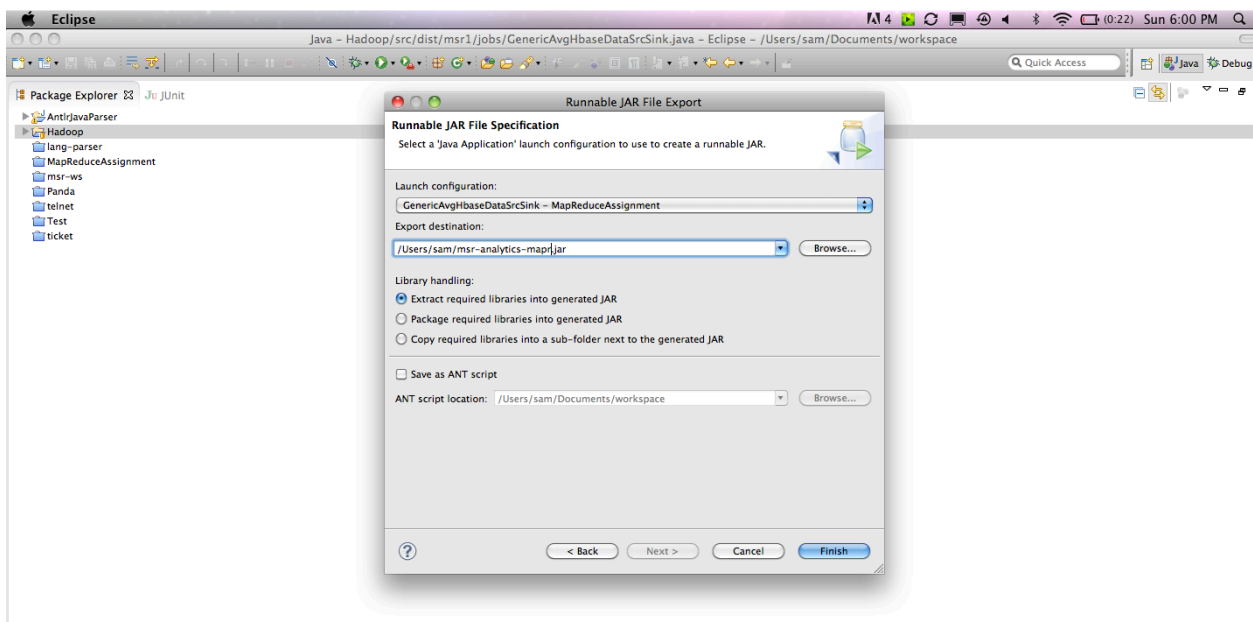 Eclipse 4 (0:22) Sun 6:00 PM
Java – Hadoop/src/dist/msr1/jobs/GenericAvgHbaseDataSrcSink.java – Eclipse – /Users/sam/Documents/workspace
Quick Access Java Debug
Package Explorer JUnit
AntlrJavaParser
Hadoop
lang-parser
MapReduceAssignment
msr-ws
Panda
telnet
Test
ticket
Runnable JAR File Export
Runnable JAR File Specification
Select a 'Java Application' launch configuration to use to create a runnable JAR.
Launch configuration:
GenericAvgHbaseDataSrcSink – MapReduceAssignment
Export destination:
/Users/sam/msr-analytics-mapr.jar Browse...
Library handling:
Extract required libraries into generated JAR
Package required libraries into generated JAR
Copy required libraries into a sub-folder next to the generated JAR
Save as ANT script
ANT script location: /Users/sam/Documents/workspace Browse...
? < Back Next > Cancel Finish